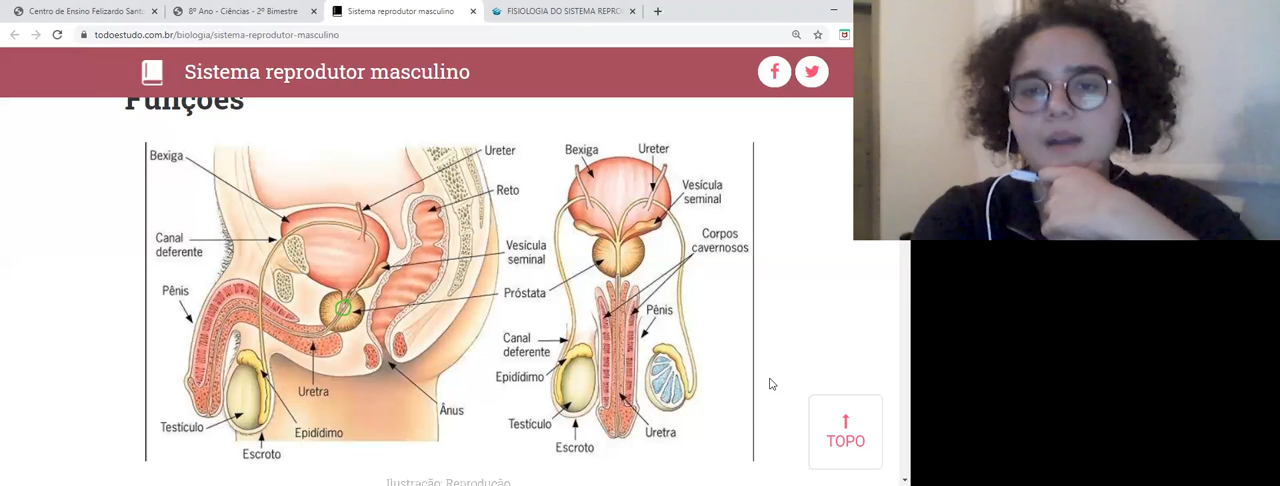 Centro de Ensino Felizardo Sant
8º Ano - Ciências - 2º Bimestre
Sistema reprodutor masculino
FISIOLOGIA DO SISTEMA REPRO
todoestudo.com.br/biologia/sistema-reprodutor-masculino
Sistema reprodutor masculino
Funções
Bexiga
Ureter
Reto
Canal
deferente
Vesícula
seminal
Pênis
Próstata
Uretra
Ânus
Testículo
Epidídimo
Escroto
Bexiga
Ureter
Vesícula
seminal
Corpos
cavernosos
Pênis
Canal
deferente
Epidídimo
Testículo
Escroto
Uretra
TOPO
Ilustração: Reprodução